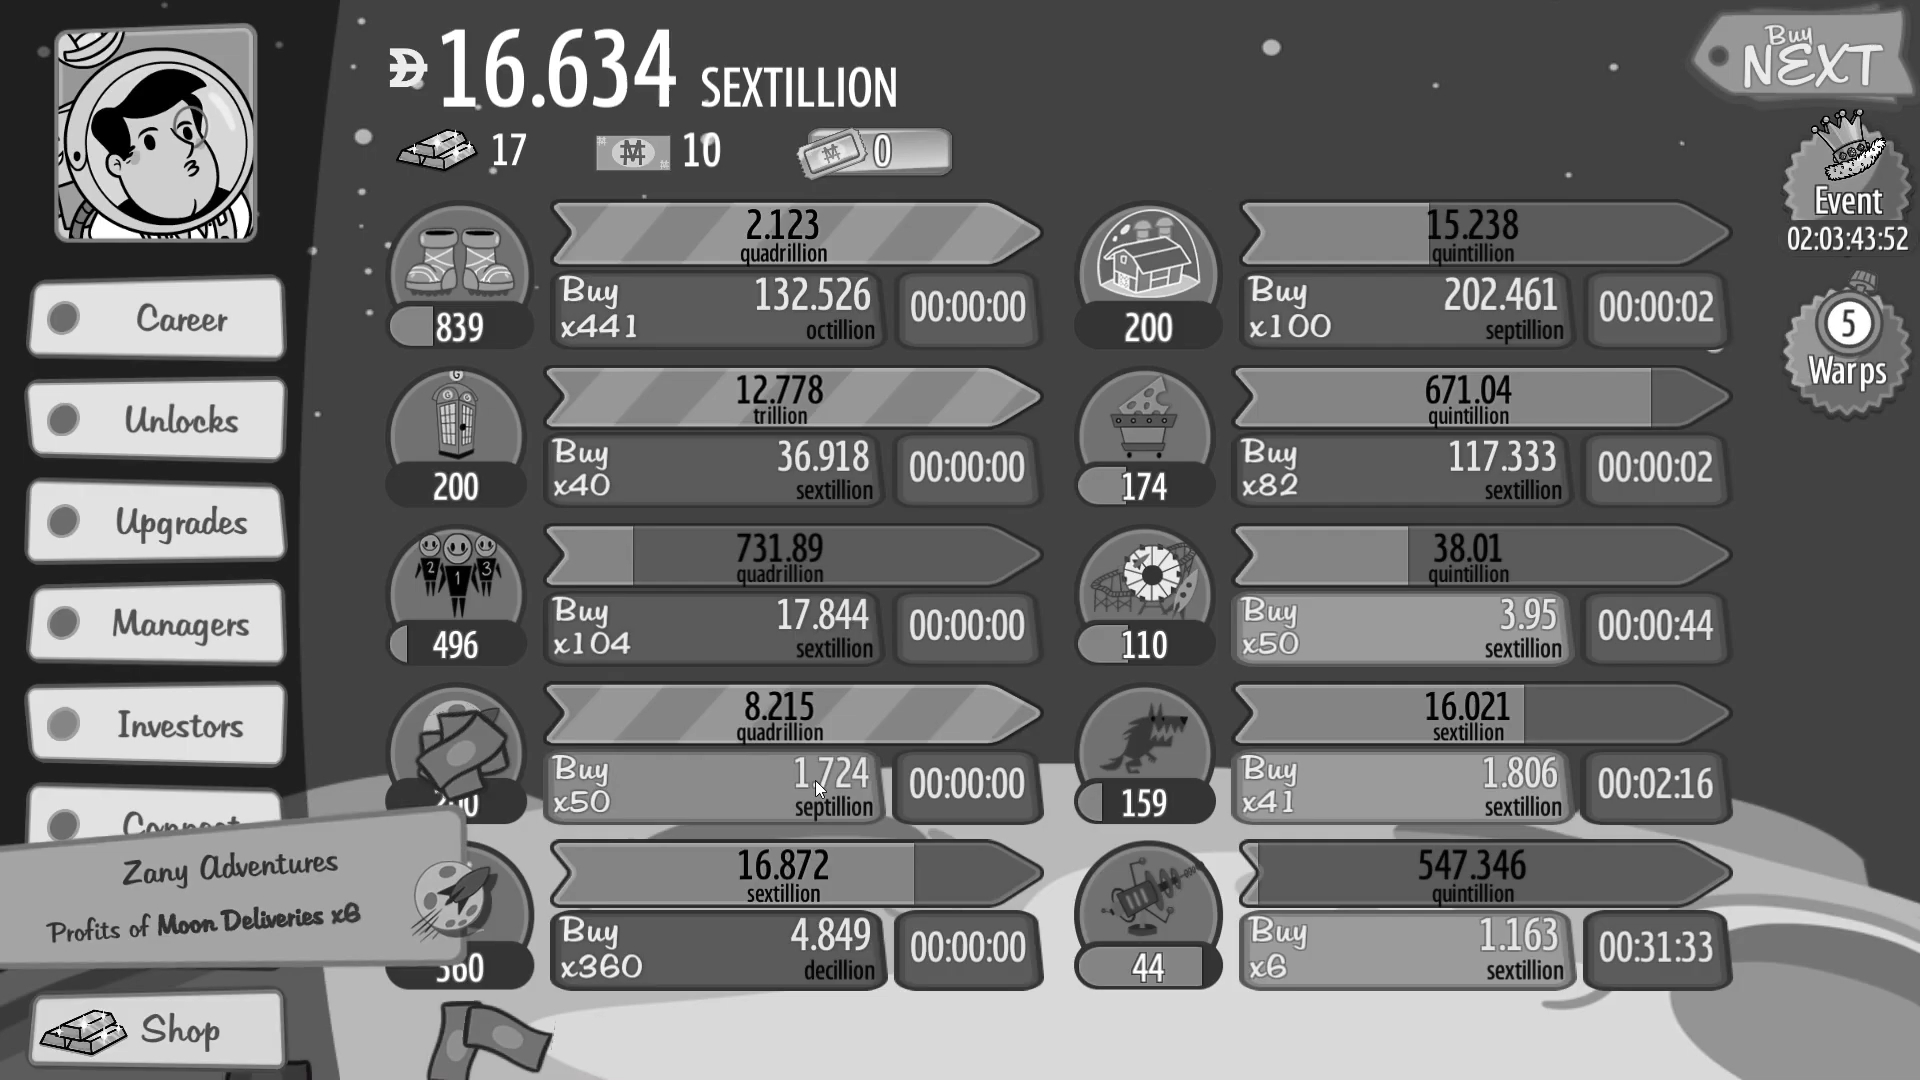 16.634 SEXTILLION
Buy
NEXT
17
10
0
Event
02:03:43:52
5
Warps
Career
Unlocks
Upgrades
Managers
Investors
Connect
Zany Adventures
Profits of Moon Deliveries x6
Shop
2.123
quadrillion
Buy
x441
132.526
octillion
00:00:00
839
12.778
trillion
Buy
x40
36.918
sextillion
00:00:00
200
731.89
quadrillion
Buy
x104
17.844
sextillion
00:00:00
496
2 1 3
8.215
quadrillion
Buy
x50
1.724
septillion
00:00:00
16.872
sextillion
Buy
x360
4.849
decillion
00:00:00
360
15.238
quintillion
Buy
x100
202.461
septillion
00:00:02
200
671.04
quintillion
Buy
x82
117.333
sextillion
00:00:02
174
38.01
quintillion
Buy
x50
3.95
sextillion
00:00:44
110
16.021
sextillion
Buy
x41
1.806
sextillion
00:02:16
159
547.346
quintillion
Buy
x6
1.163
sextillion
00:31:33
44